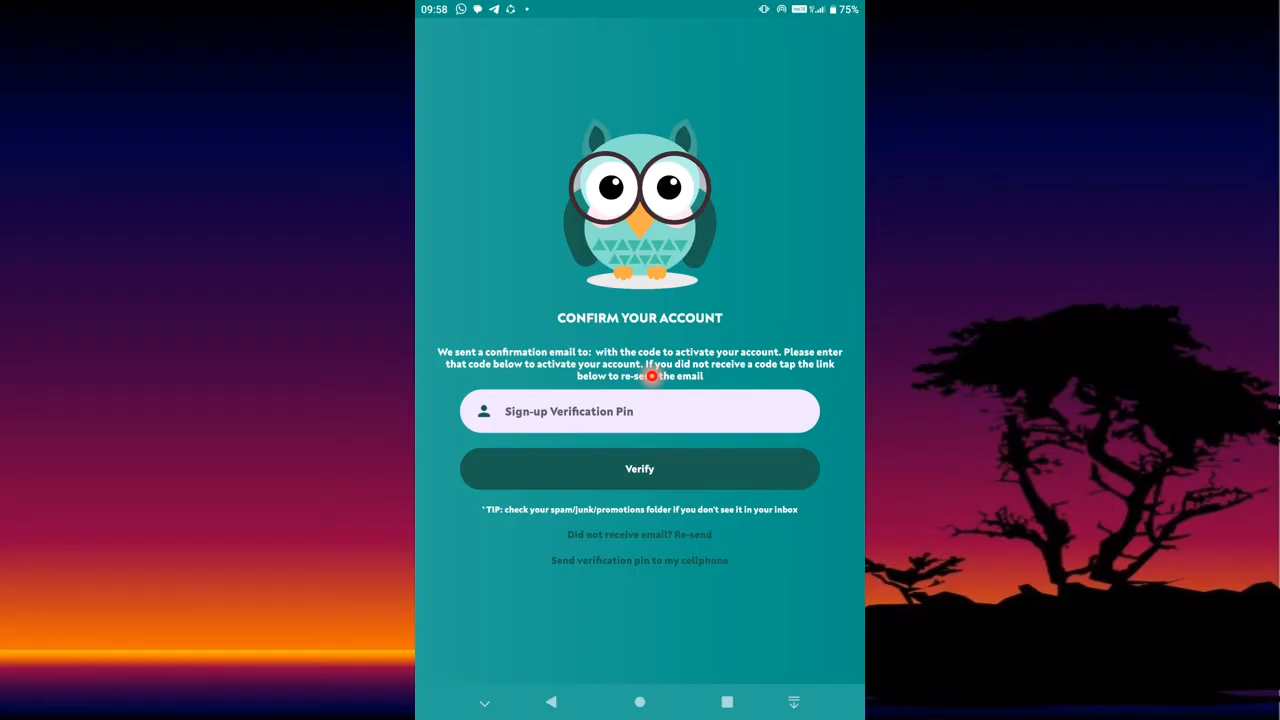 09:58
75%
CONFIRM YOUR ACCOUNT
We sent a confirmation email to: with the code to activate your account. Please enter
that code below to activate your account. If you did not receive a code tap the link
below to re-send the email
Sign-up Verification Pin
Verify
*TIP: check your spam/junk/promotions folder if you don't see it in your inbox
Did not receive email? Re-send
Send verification pin to my cellphone